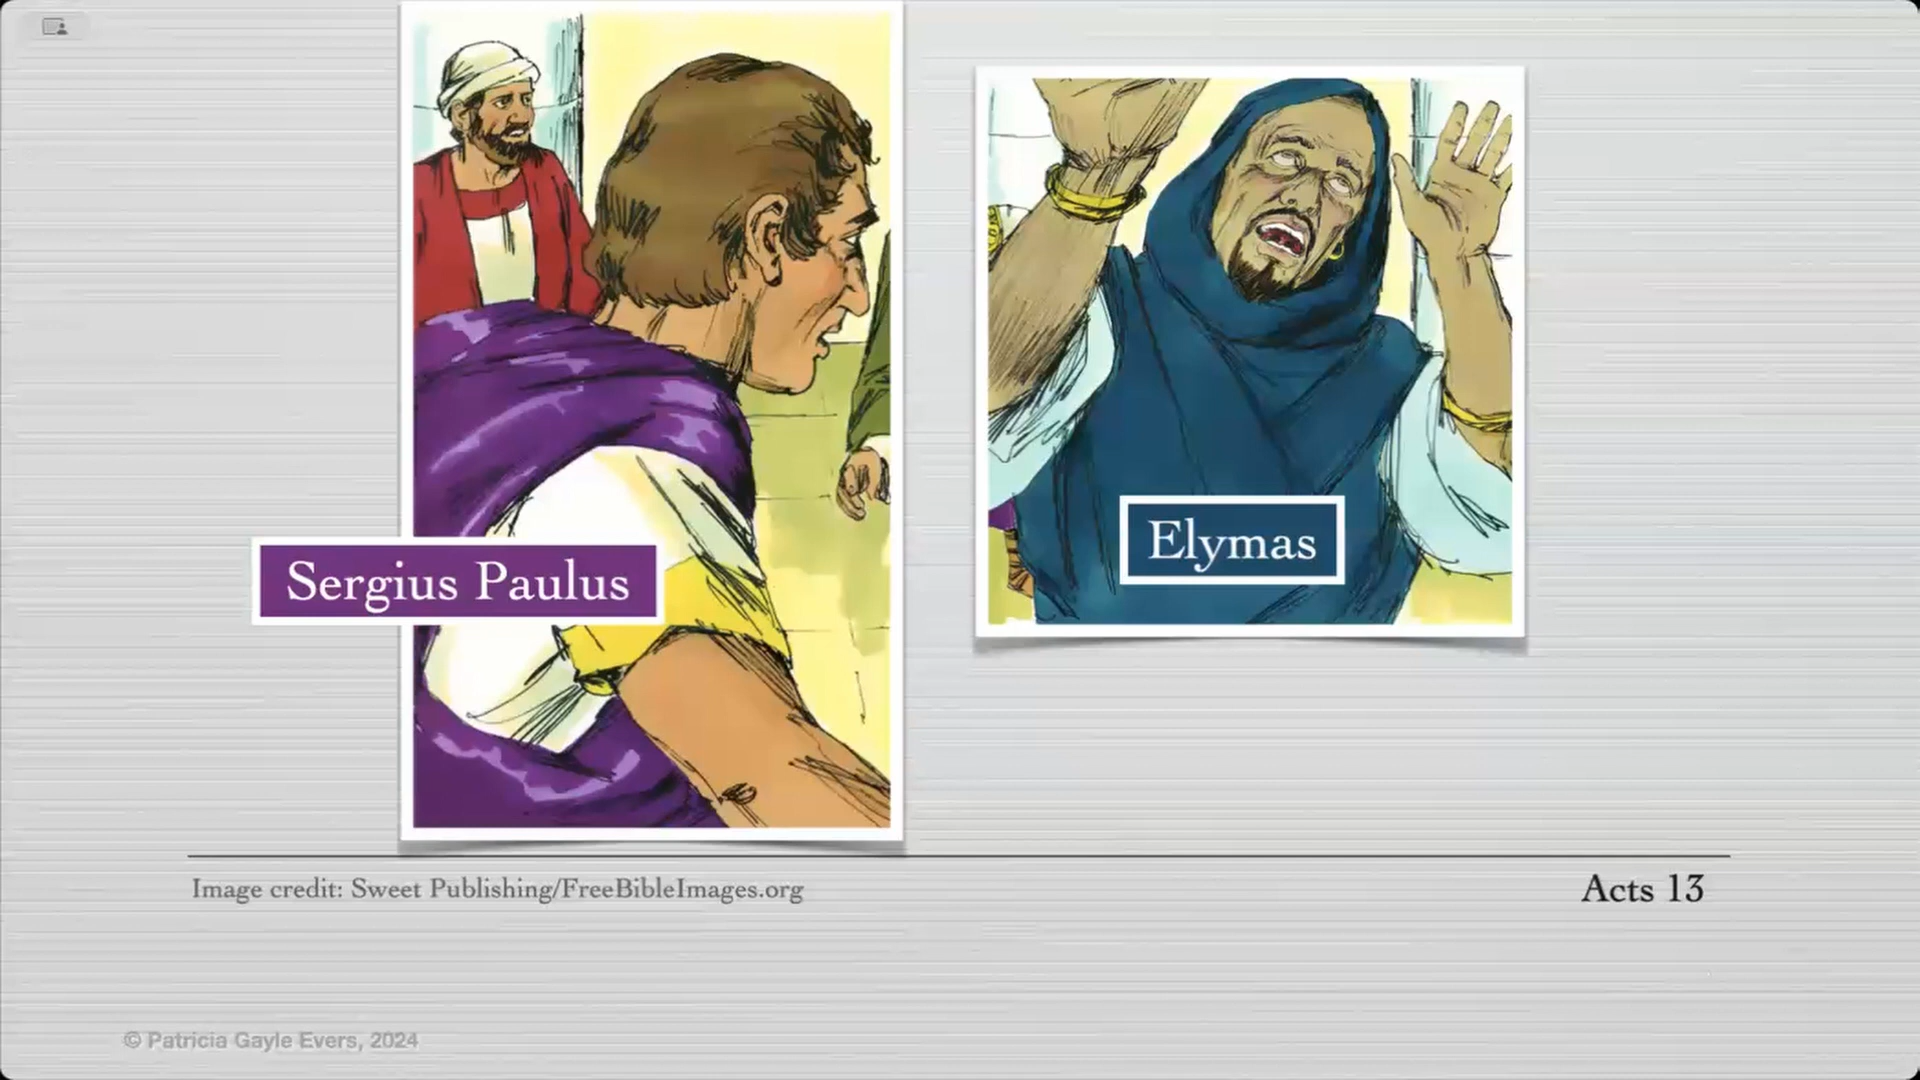 Sergius Paulus
Elymas
Image credit: Sweet Publishing/FreeBibleImages.org
Acts 13
© Patricia Gayle Evers, 2024